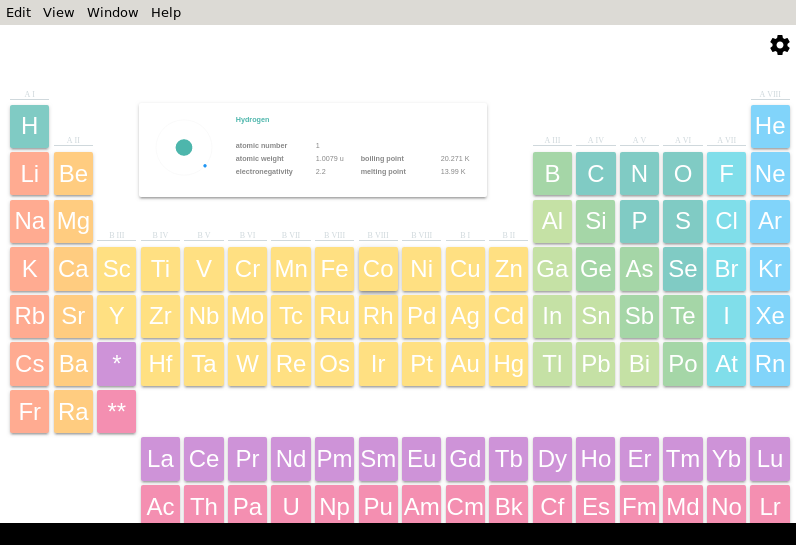 Edit View Window Help
A I A VIII
H Hydrogen He
A II A III A IV A V A VI A VII
atomic number 1
atomic weight 1.0079 u boiling point 20.271 K
electronegativity 2.2 melting point 13.99 K
Li Be B C N O F Ne
Na Mg Al Si P S Cl Ar
B III B IV B V B VI B VII B VIII B VIII B VIII B I B II
K Ca Sc Ti V Cr Mn Fe Co Ni Cu Zn Ga Ge As Se Br Kr
Rb Sr Y Zr Nb Mo Tc Ru Rh Pd Ag Cd In Sn Sb Te I Xe
Cs Ba * Hf Ta W Re Os Ir Pt Au Hg Tl Pb Bi Po At Rn
Fr Ra **
La Ce Pr Nd Pm Sm Eu Gd Tb Dy Ho Er Tm Yb Lu
Ac Th Pa U Np Pu Am Cm Bk Cf Es Fm Md No Lr